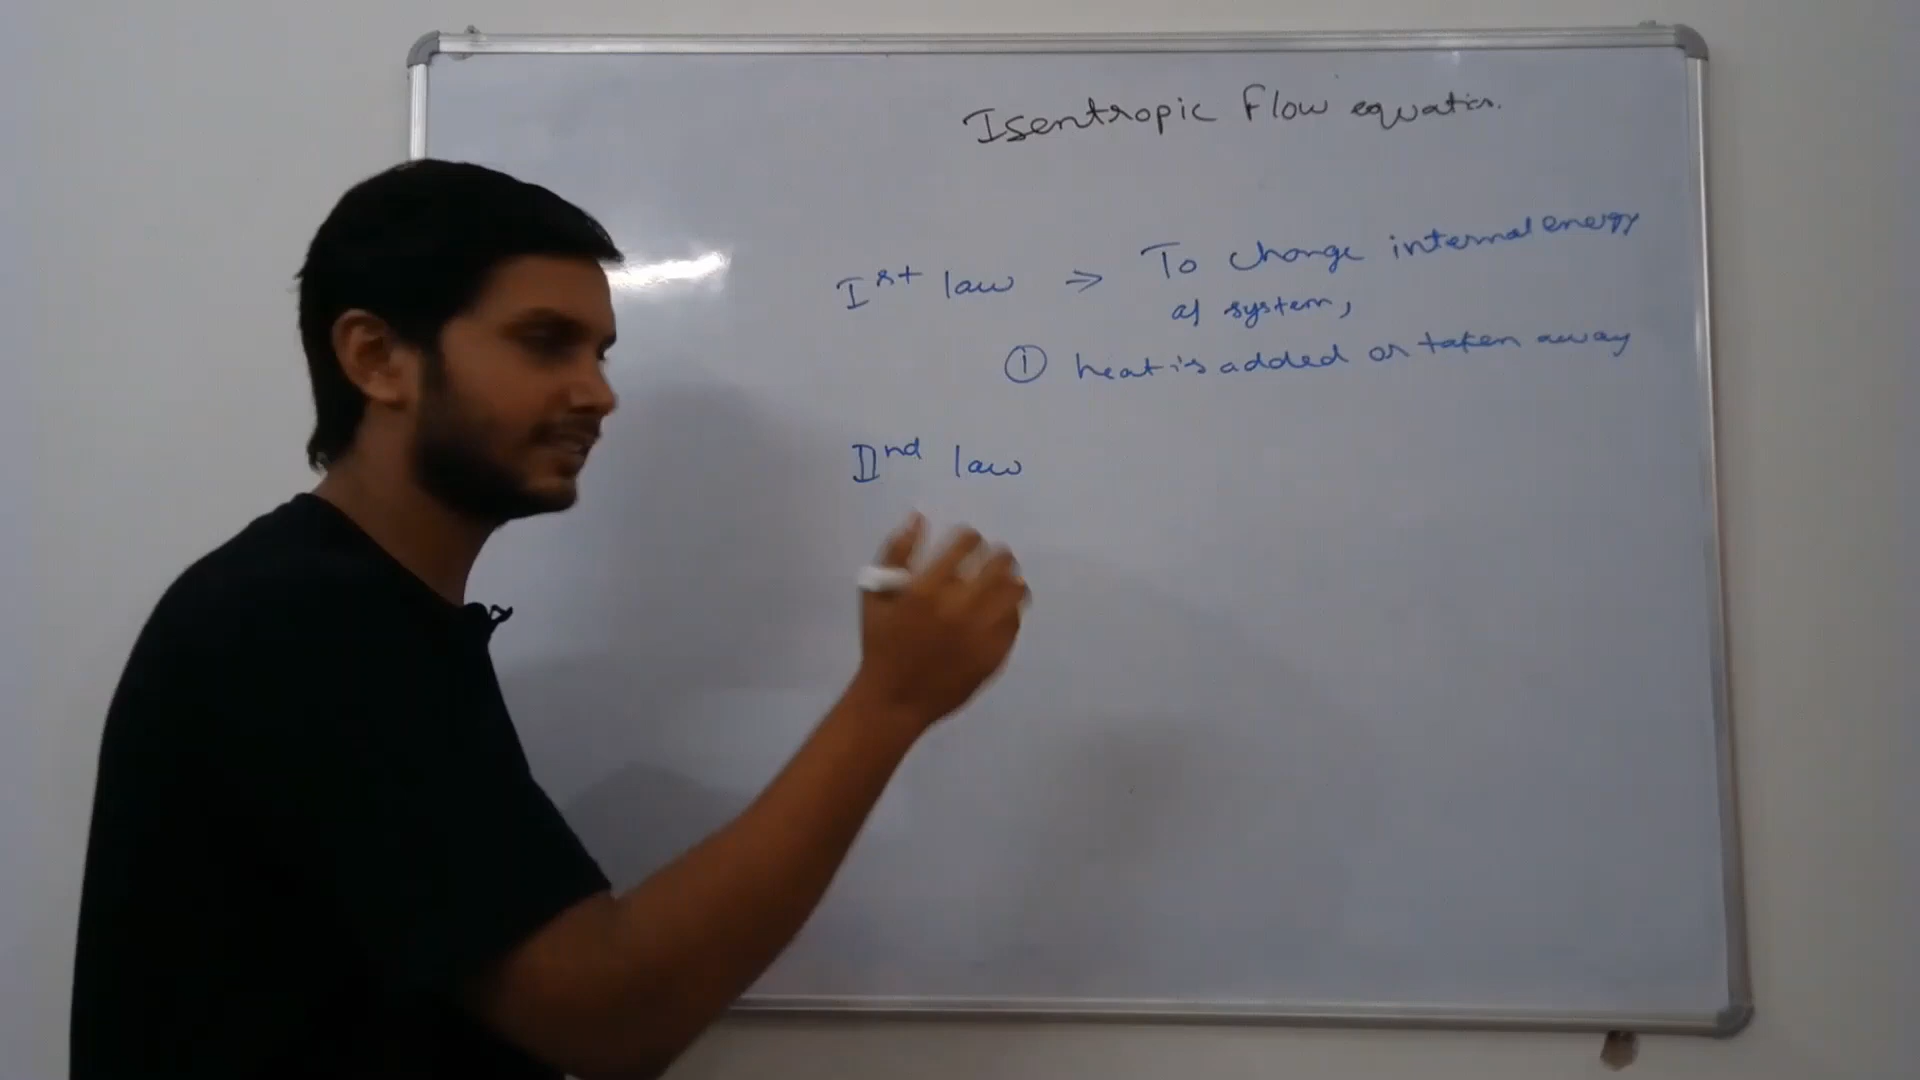 Isentropic Flow equation.
Ist law ⇒ To change internal energy
of system,
① heat is added or taken away
IInd law